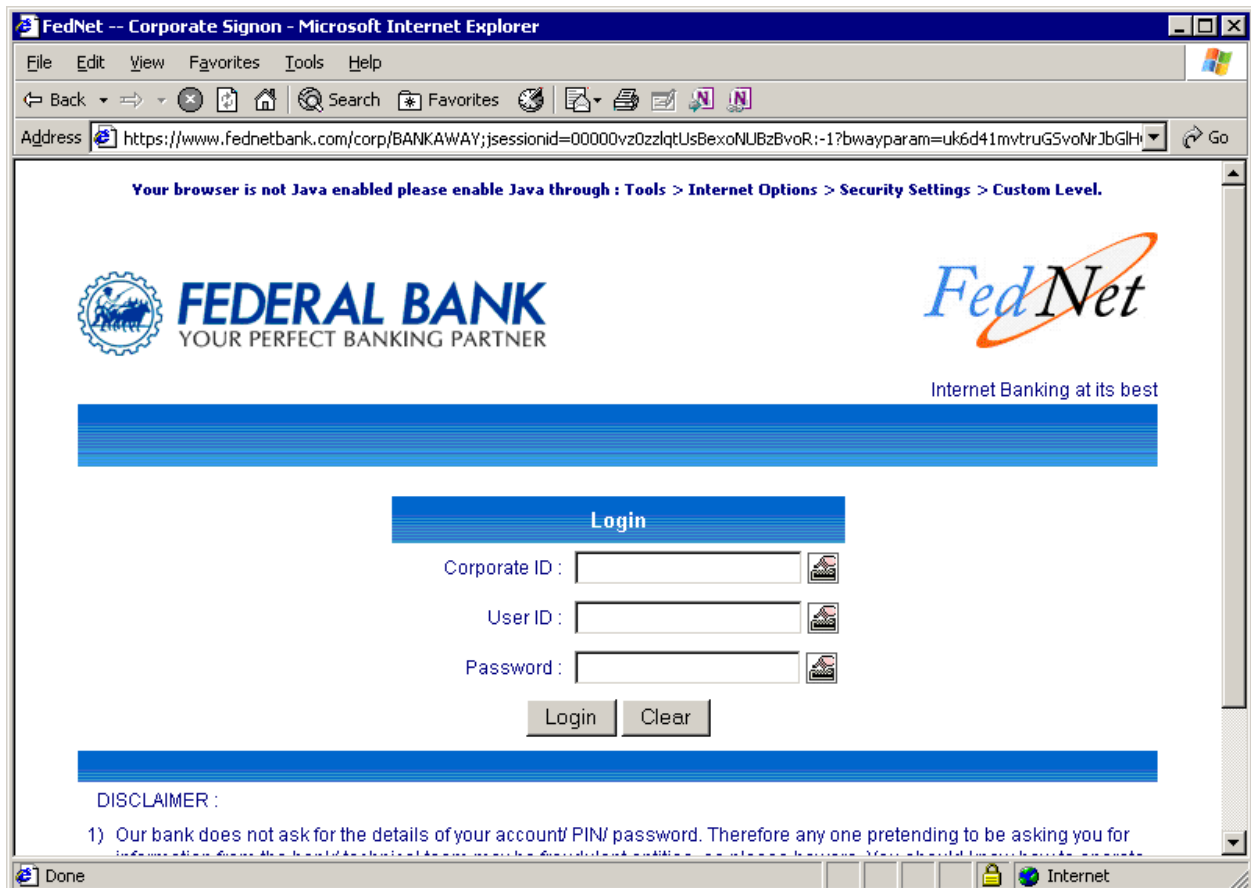 FedNet -- Corporate Signon - Microsoft Internet Explorer
File Edit View Favorites Tools Help
Back Search Favorites
Address https://www.fednetbank.com/corp/BANKAWAY;jsessionid=00000vz0zzlqtUsBexoNUBzBvoR:-1?bwayparam=uk6d41mvtruGSvoNrJbGlH Go
Your browser is not Java enabled please enable Java through : Tools > Internet Options > Security Settings > Custom Level.
FEDERAL BANK
YOUR PERFECT BANKING PARTNER
FedNet
Internet Banking at its best
Login
Corporate ID :
User ID :
Password :
Login Clear
DISCLAIMER :
1) Our bank does not ask for the details of your account/ PIN/ password. Therefore any one pretending to be asking you for
Done Internet